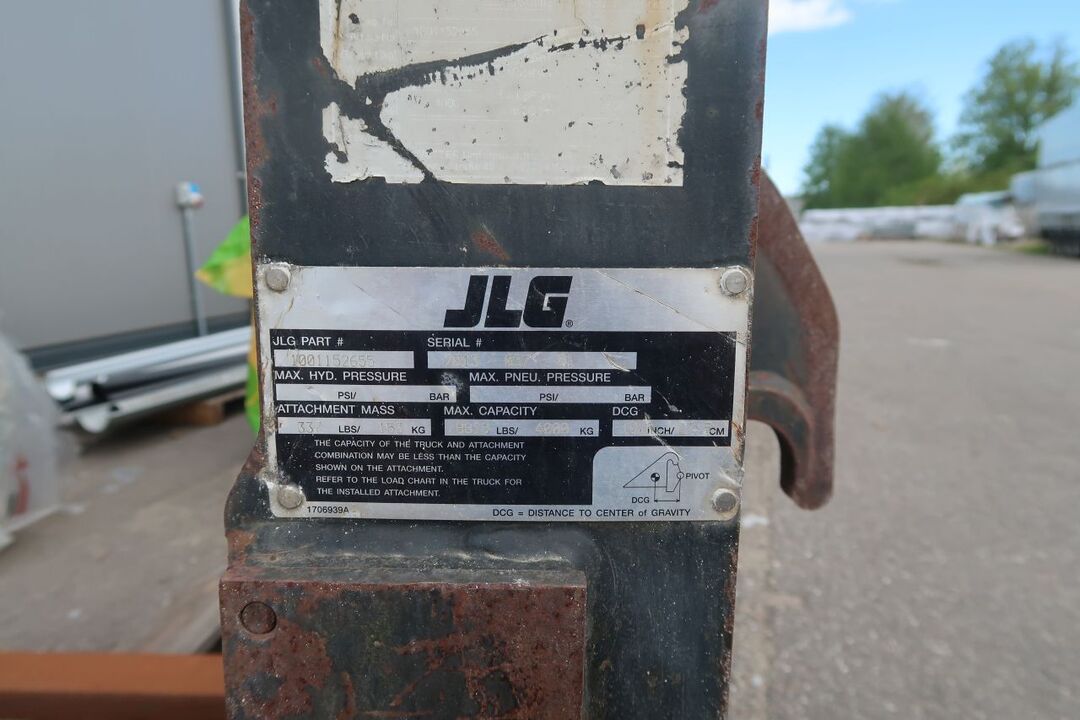 JLG®
JLG PART # SERIAL #
1001152655
MAX. HYD. PRESSURE MAX. PNEU. PRESSURE
PSI/ BAR PSI/ BAR
ATTACHMENT MASS MAX. CAPACITY DCG
LBS/ KG LBS/ 4000 KG INCH/ CM
THE CAPACITY OF THE TRUCK AND ATTACHMENT
COMBINATION MAY BE LESS THAN THE CAPACITY
SHOWN ON THE ATTACHMENT.
REFER TO THE LOAD CHART IN THE TRUCK FOR
THE INSTALLED ATTACHMENT.
PIVOT
DCG
1706939A
DCG = DISTANCE TO CENTER of GRAVITY